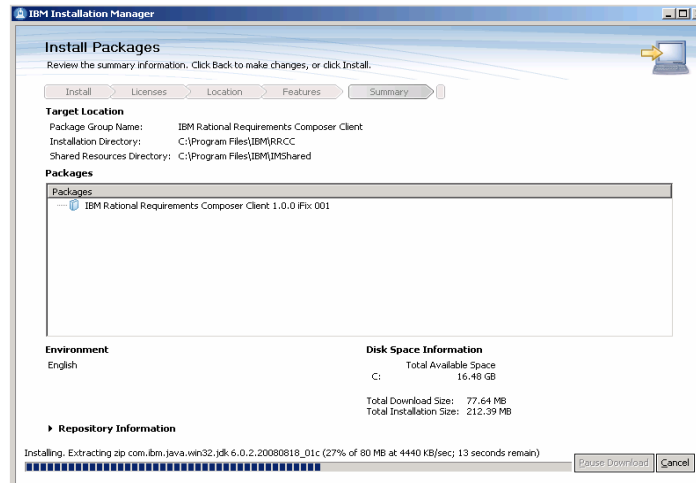 IBM Installation Manager
Install Packages
Review the summary information. Click Back to make changes, or click Install.
Install Licenses Location Features Summary
Target Location
Package Group Name: IBM Rational Requirements Composer Client
Installation Directory: C:\Program Files\IBM\RRCC
Shared Resources Directory: C:\Program Files\IBM\IMShared
Packages
Packages
IBM Rational Requirements Composer Client 1.0.0 iFix 001
Environment Disk Space Information
English Total Available Space
C: 16.48 GB
Total Download Size: 77.64 MB
Total Installation Size: 212.39 MB
Repository Information
Installing. Extracting zip com.ibm.java.win32.jdk 6.0.2.20080818_01c (27% of 80 MB at 4440 KB/sec; 13 seconds remain)
Pause Download Cancel